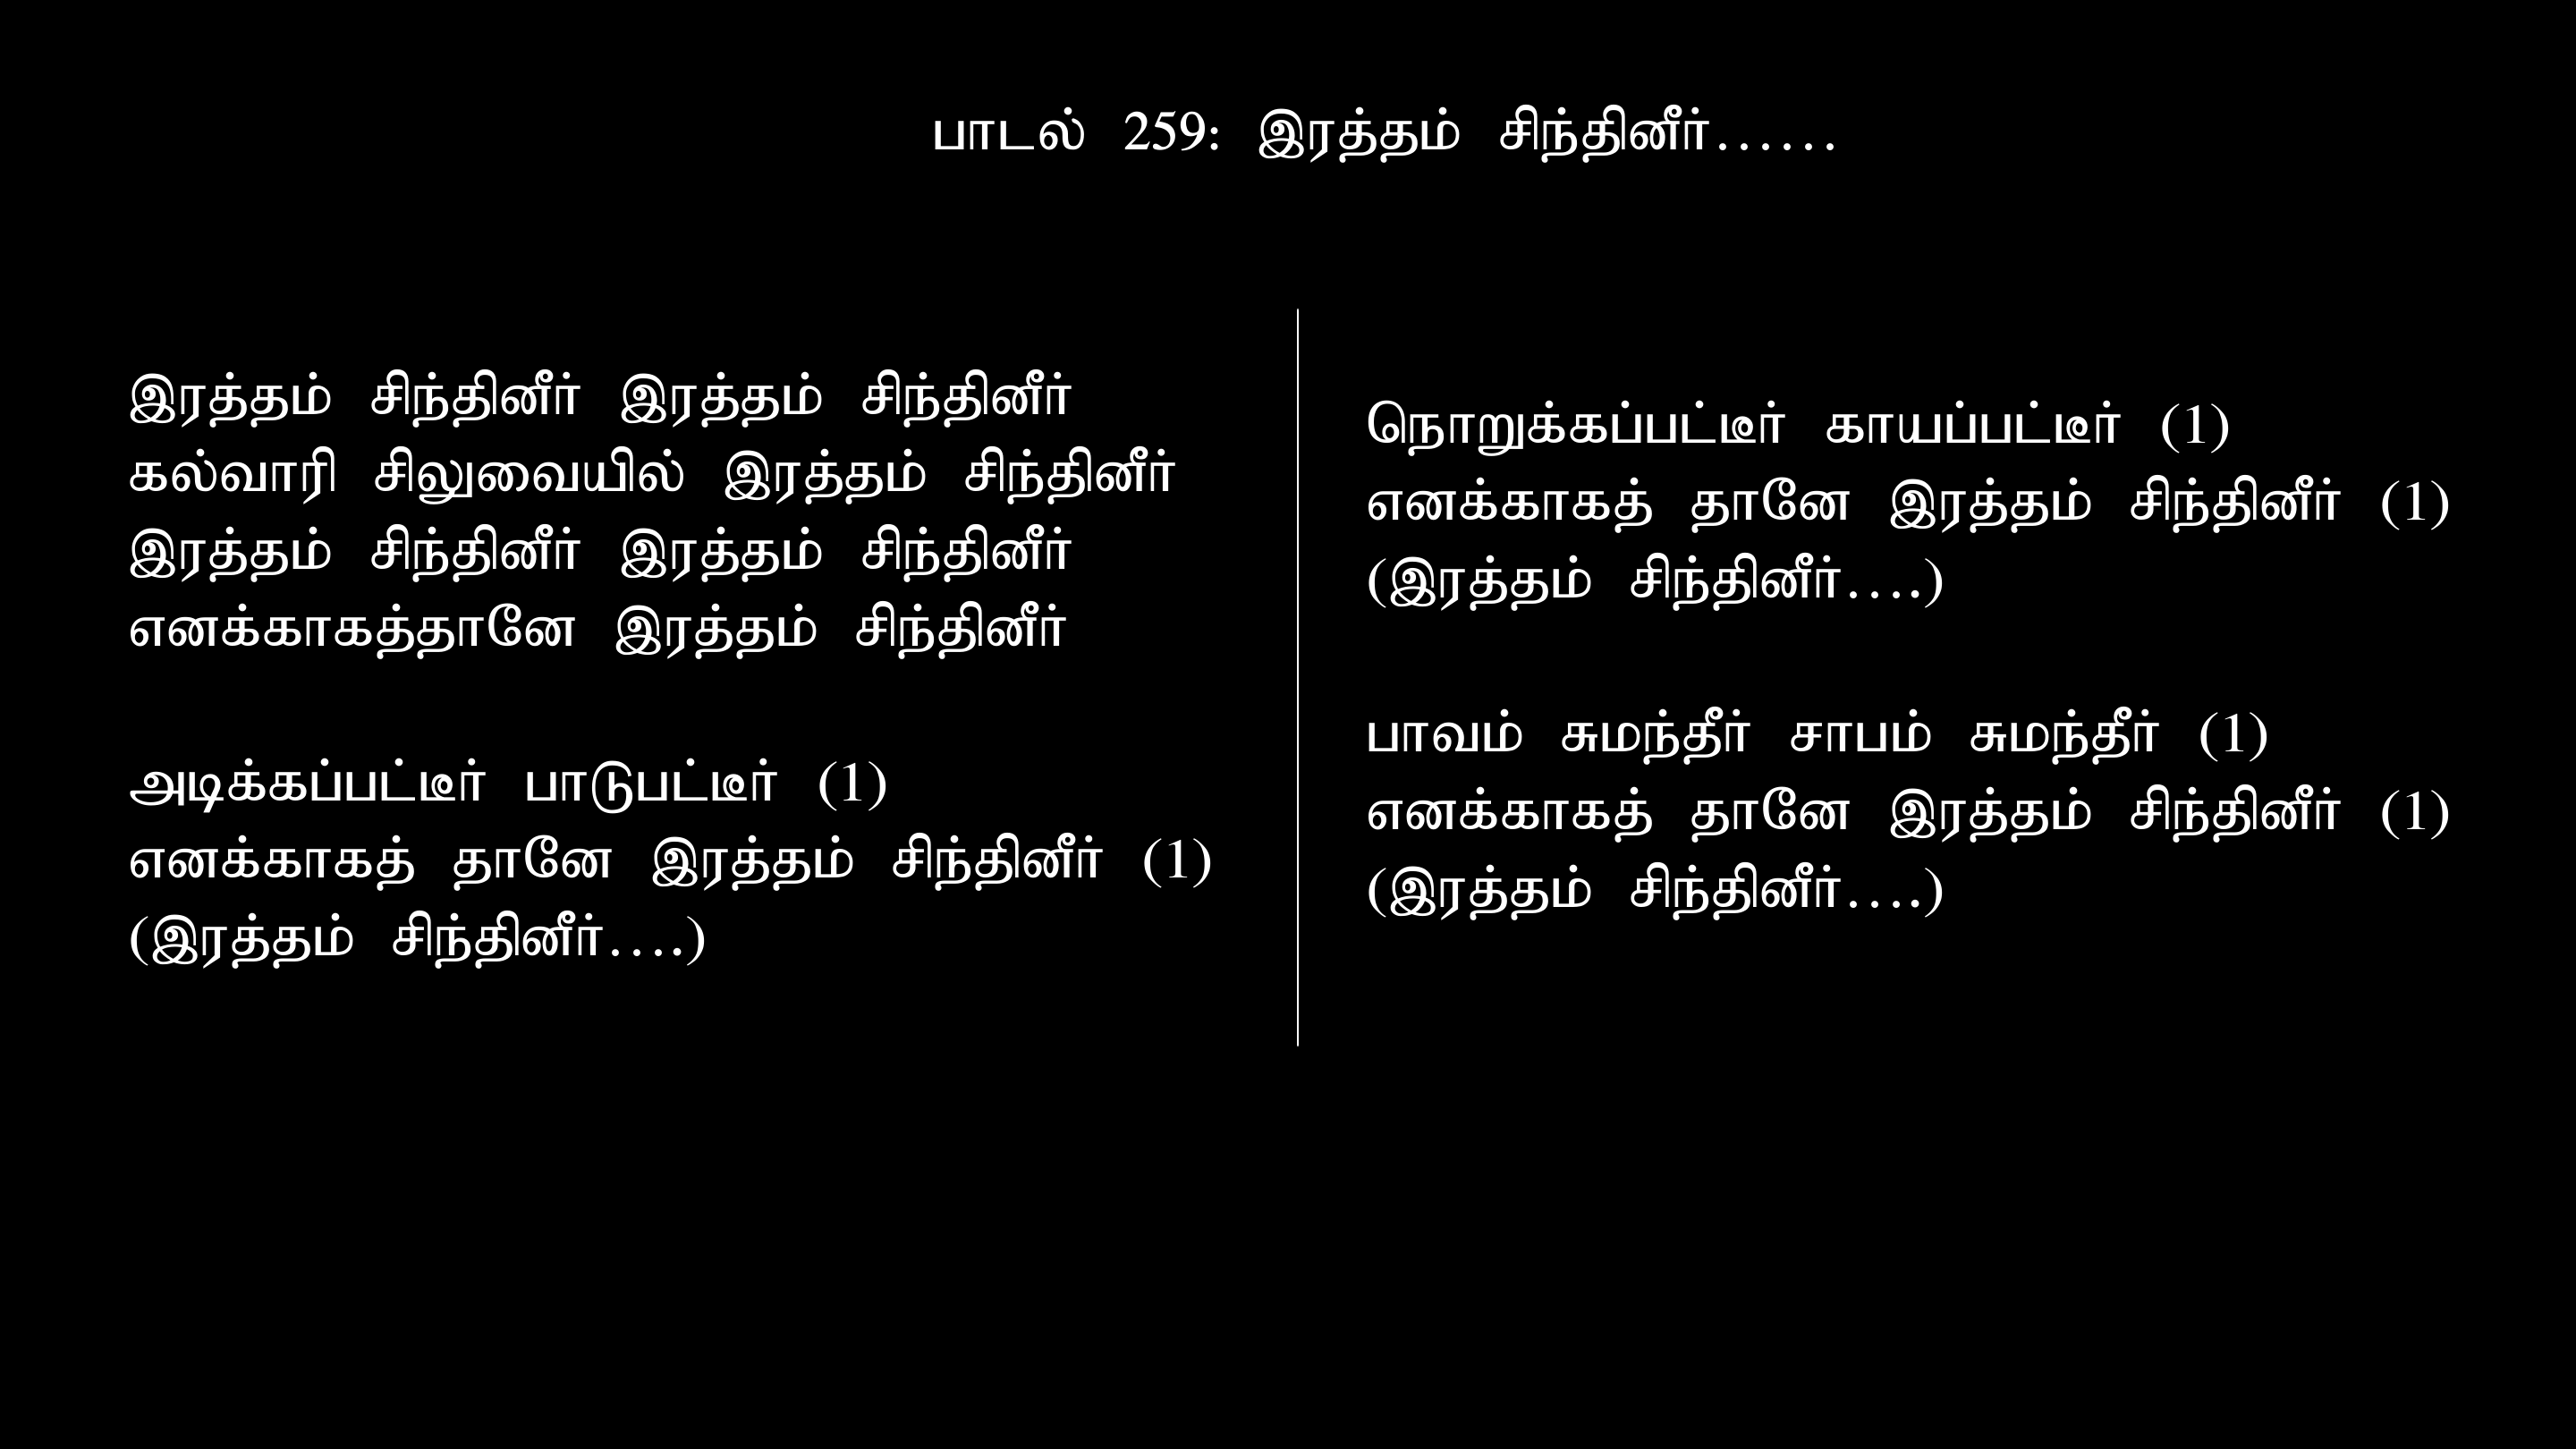 பாடல் 259: இரத்தம் சிந்தினீர்......
இரத்தம் சிந்தினீர் இரத்தம் சிந்தினீர்
கல்வாரி சிலுவையில் இரத்தம் சிந்தினீர்
இரத்தம் சிந்தினீர் இரத்தம் சிந்தினீர்
எனக்காகத்தானே இரத்தம் சிந்தினீர்
அடிக்கப்பட்டீர் பாடுபட்டீர் (1)
எனக்காகத் தானே இரத்தம் சிந்தினீர் (1)
(இரத்தம் சிந்தினீர்....)
நொறுக்கப்பட்டீர் காயப்பட்டீர் (1)
எனக்காகத் தானே இரத்தம் சிந்தினீர் (1)
(இரத்தம் சிந்தினீர்....)
பாவம் சுமந்தீர் சாபம் சுமந்தீர் (1)
எனக்காகத் தானே இரத்தம் சிந்தினீர் (1)
(இரத்தம் சிந்தினீர்....)